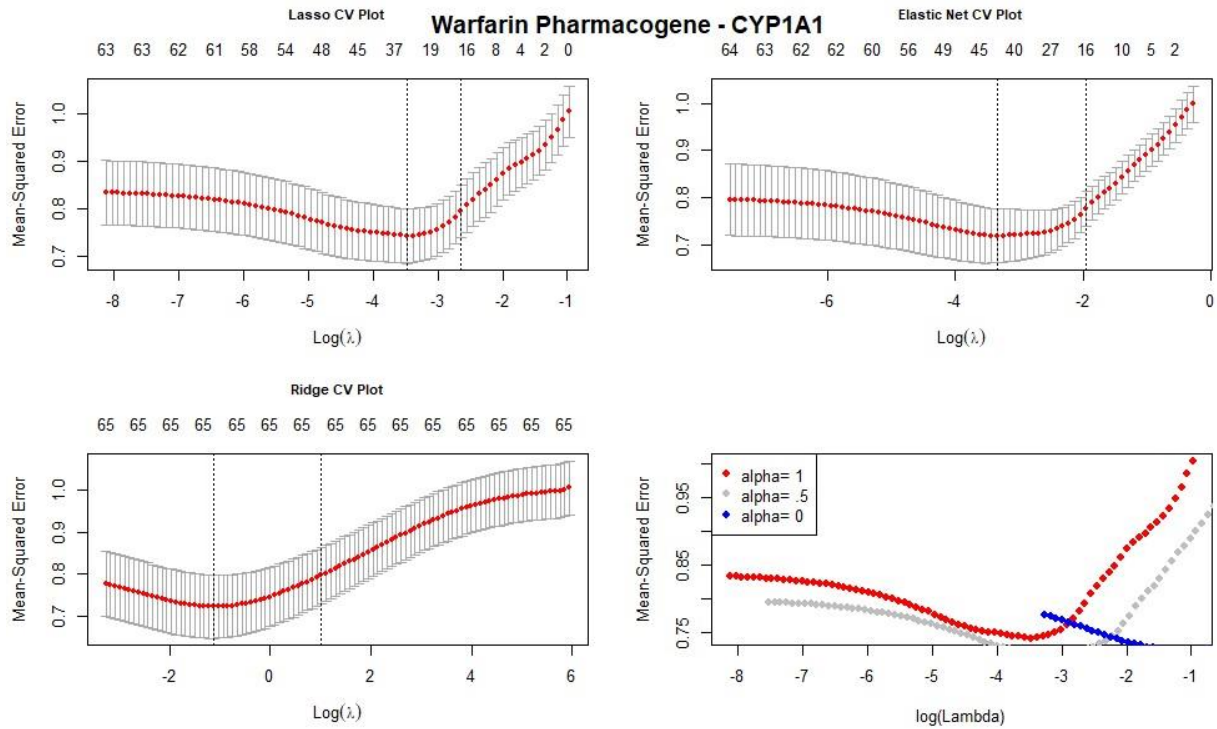 Warfarin Pharmacogene - CYP1A1
Lasso CV Plot
63 63 62 61 58 54 48 45 37 19 16 8 4 2 0
Mean-Squared Error
1.0
0.9
0.8
0.7
-8 -7 -6 -5 -4 -3 -2 -1
Log(λ)
Elastic Net CV Plot
64 63 62 62 60 56 49 45 40 27 16 10 5 2
Mean-Squared Error
1.0
0.9
0.8
0.7
-6 -4 -2 0
Log(λ)
Ridge CV Plot
65 65 65 65 65 65 65 65 65 65 65 65 65 65 65
Mean-Squared Error
1.0
0.9
0.8
0.7
-2 0 2 4 6
Log(λ)
alpha= 1
alpha= .5
alpha= 0
Mean-Squared Error
0.95
0.85
0.75
-8 -7 -6 -5 -4 -3 -2 -1
log(Lambda)